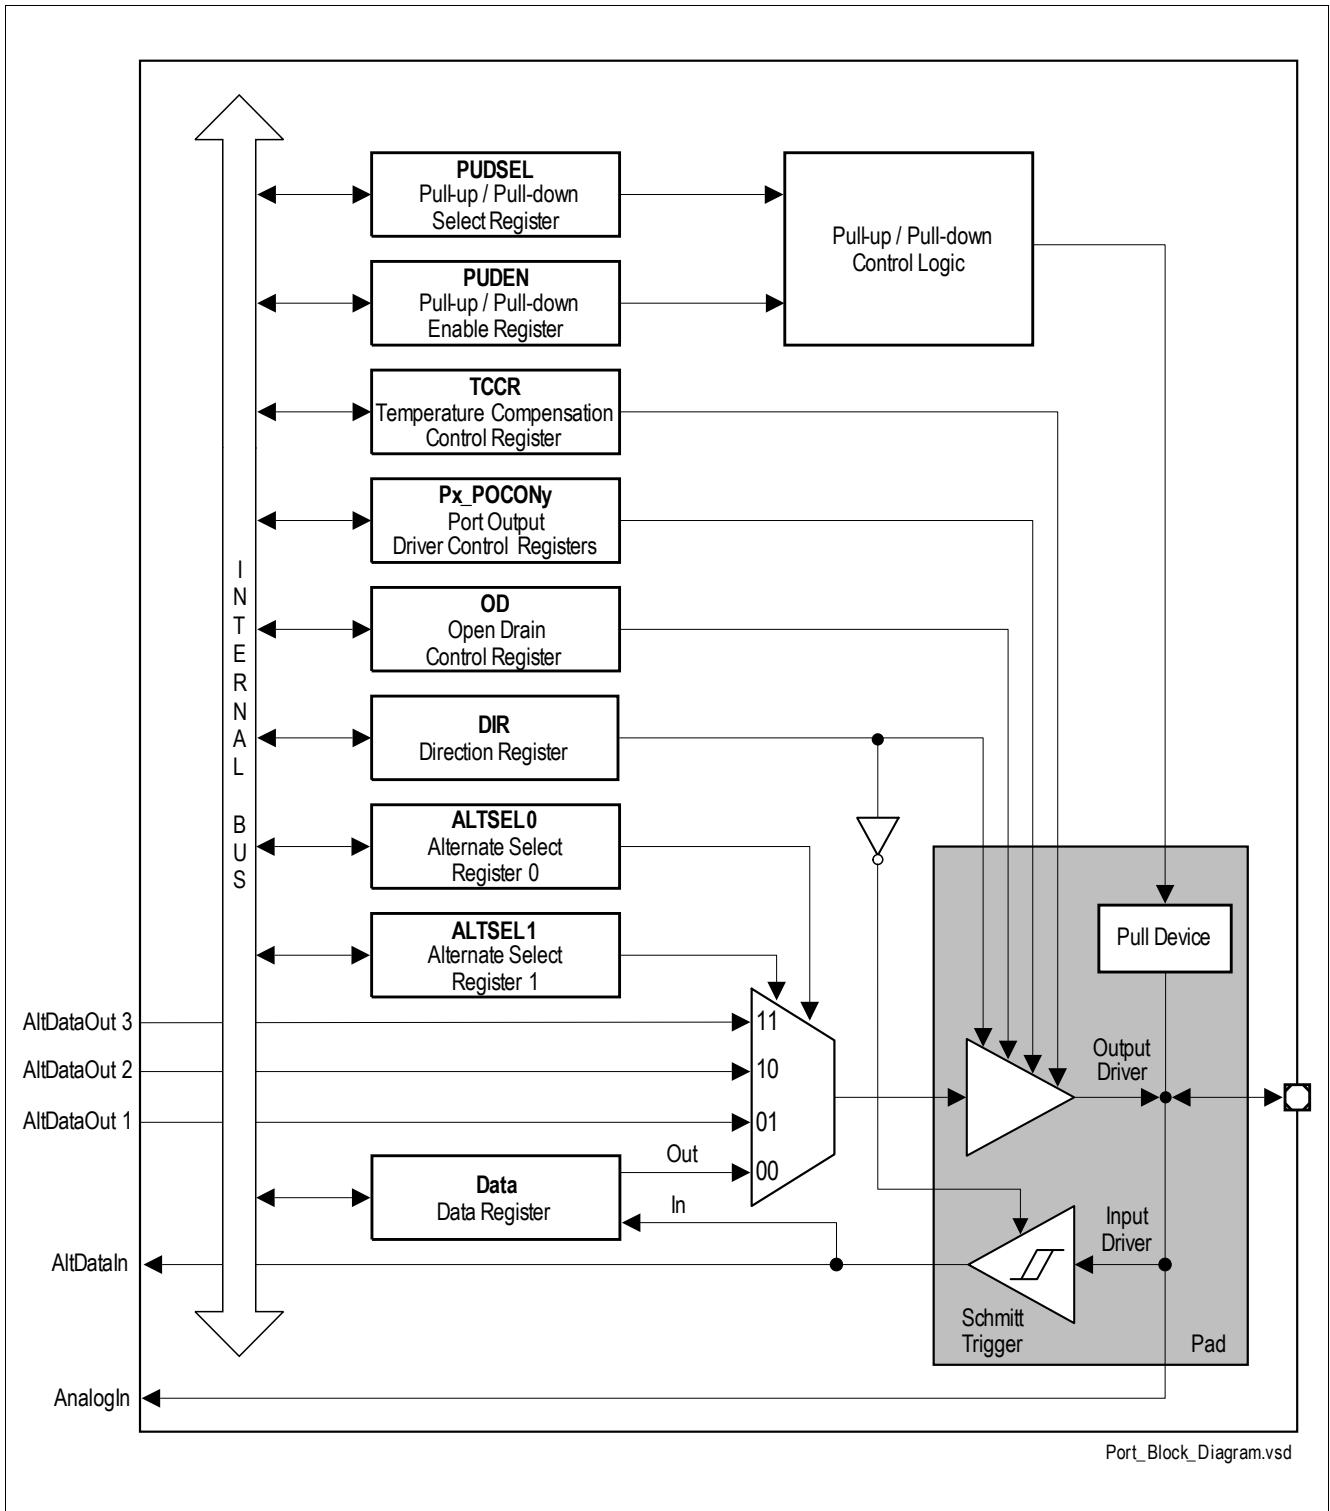 PUDSEL
Pull-up / Pull-down
Select Register
Pull-up / Pull-down
Control Logic
PUDEN
Pull-up / Pull-down
Enable Register
TCCR
Temperature Compensation
Control Register
Px_POCONy
Port Output
Driver Control Registers
INTERNAL BUS
OD
Open Drain
Control Register
DIR
Direction Register
ALTSEL0
Alternate Select
Register 0
ALTSEL1
Alternate Select
Register 1
Pull Device
AltDataOut 3
11
AltDataOut 2
10
AltDataOut 1
01
Output
Driver
Out
00
Data
Data Register
In
Input
Driver
AltDataIn
Schmitt
Trigger
Pad
AnalogIn
Port_Block_Diagram.vsd